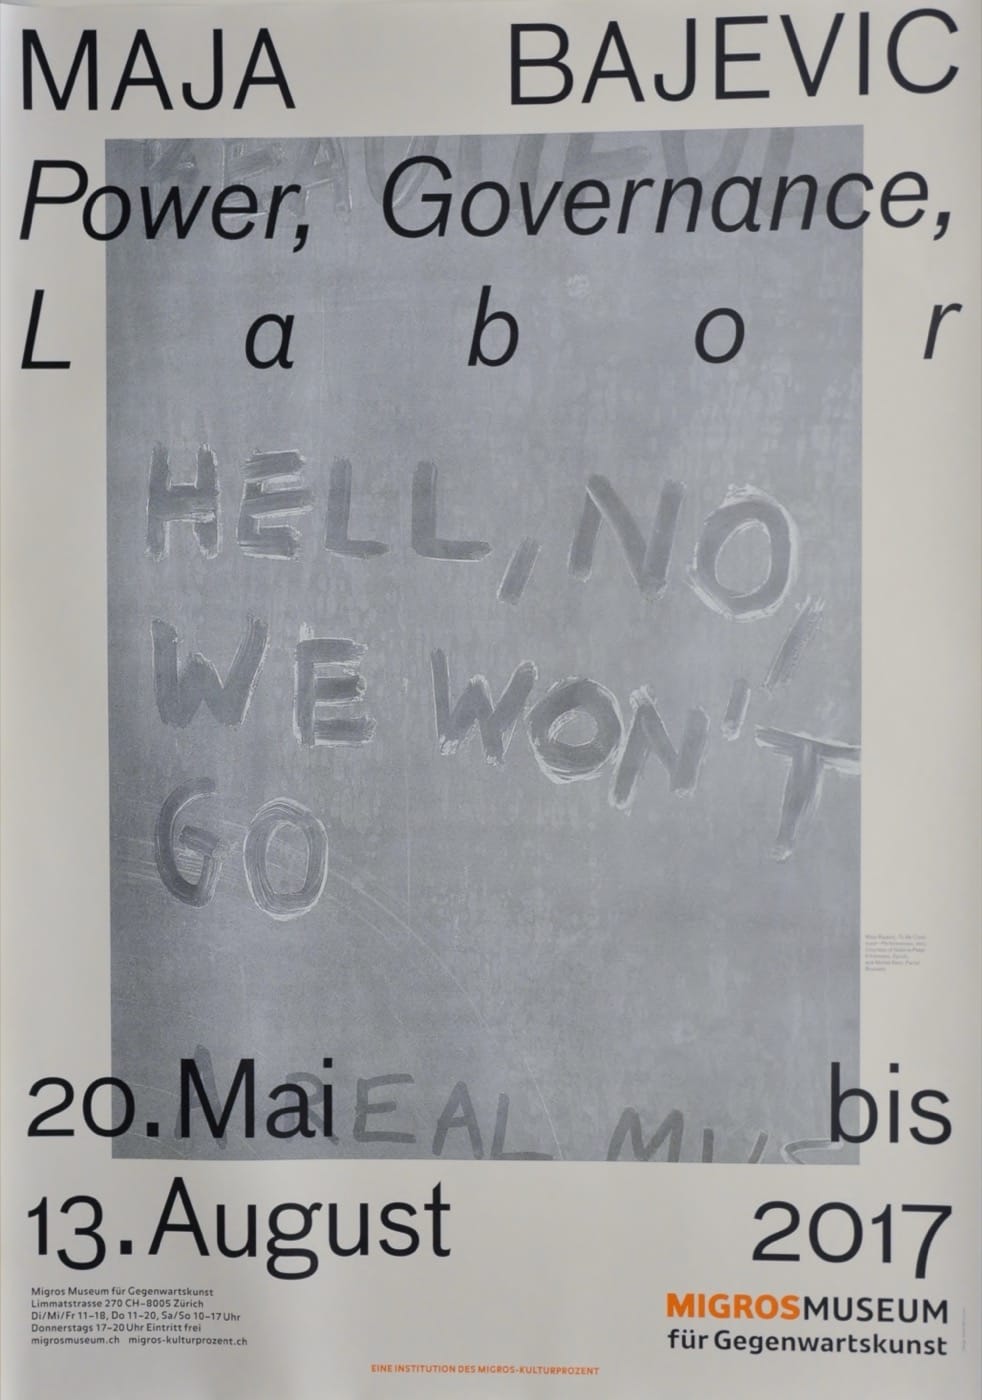 MAJA BAJEVIC
BEAUTIFUL
Power, Governance,
Labor
HELL, NO,
WE WON'T
GO
A REAL MUS
20. Mai bis
13. August 2017
Migros Museum für Gegenwartskunst
Limmatstrasse 270 CH–8005 Zürich
Di/Mi/Fr 11–18, Do 11–20, Sa/So 10–17 Uhr
Donnerstags 17–20 Uhr Eintritt frei
migrosmuseum.ch migros-kulturprozent.ch
MIGROSMUSEUM
für Gegenwartskunst
EINE INSTITUTION DES MIGROS-KULTURPROZENT